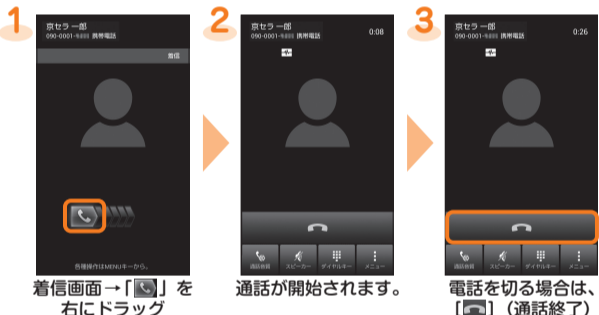 1
京セラ 一郎
090-0001- 携帯電話
着信
各種操作はMENUキーから。
着信画面→「 」を
右にドラッグ
2
京セラ 一郎
090-0001- 携帯電話
0:08
通話音質 スピーカー ダイヤルキー メニュー
通話が開始されます。
3
京セラ 一郎
090-0001- 携帯電話
0:26
通話音質 スピーカー ダイヤルキー メニュー
電話を切る場合は、
[ ]（通話終了）